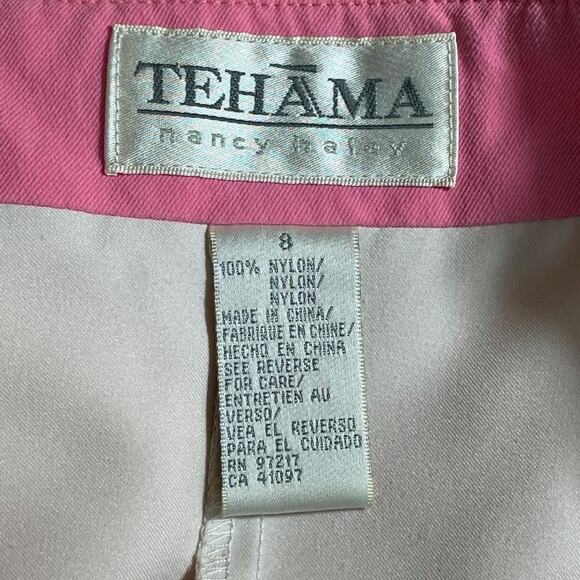 TEHĀMA
nancy haley
8
100% NYLON/
NYLON/
NYLON
MADE IN CHINA/
FABRIQUE EN CHINE/
HECHO EN CHINA
SEE REVERSE
FOR CARE/
ENTRETIEN AU
VERSO/
VEA EL REVERSO
PARA EL CUIDADO
RN 97217
CA 41097